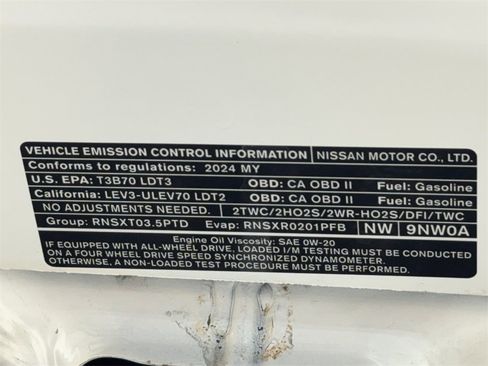 VEHICLE EMISSION CONTROL INFORMATION NISSAN MOTOR CO., LTD.
Conforms to regulations: 2024 MY
U.S. EPA: T3B70 LDT3 OBD: CA OBD II Fuel: Gasoline
California: LEV3-ULEV70 LDT2 OBD: CA OBD II Fuel: Gasoline
NO ADJUSTMENTS NEEDED. 2TWC/2HO2S/2WR-HO2S/DFI/TWC
Group: RNSXT03.5PTD Evap: RNSXR0201PFB NW 9NW0A
Engine Oil Viscosity: SAE 0W-20
IF EQUIPPED WITH ALL-WHEEL DRIVE, LOADED I/M TESTING MUST BE CONDUCTED
ON A FOUR WHEEL DRIVE SPEED SYNCHRONIZED DYNAMOMETER.
OTHERWISE, A NON-LOADED TEST MUST BE CONDUCTED.